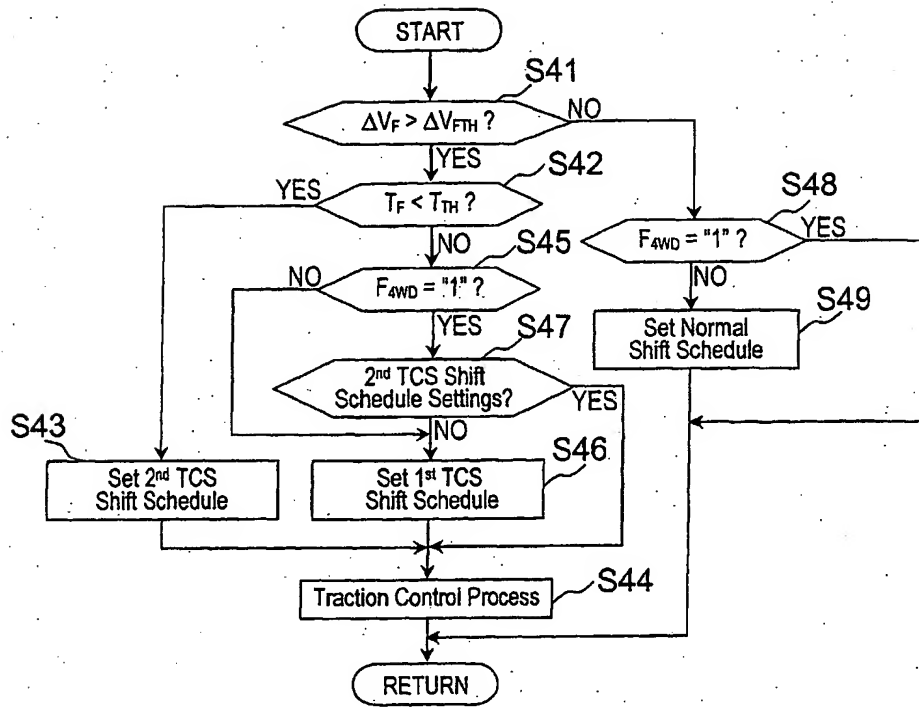 START
S41
ΔVF > ΔVFTH ?
NO
YES
S42
YES
TF < TTH ?
S48
NO
S45
F4WD = "1" ?
YES
NO
F4WD = "1" ?
NO
S49
YES
S47
Set Normal
Shift Schedule
2nd TCS Shift
Schedule Settings?
YES
S43
NO
S46
Set 2nd TCS
Shift Schedule
Set 1st TCS
Shift Schedule
Traction Control Process
S44
RETURN